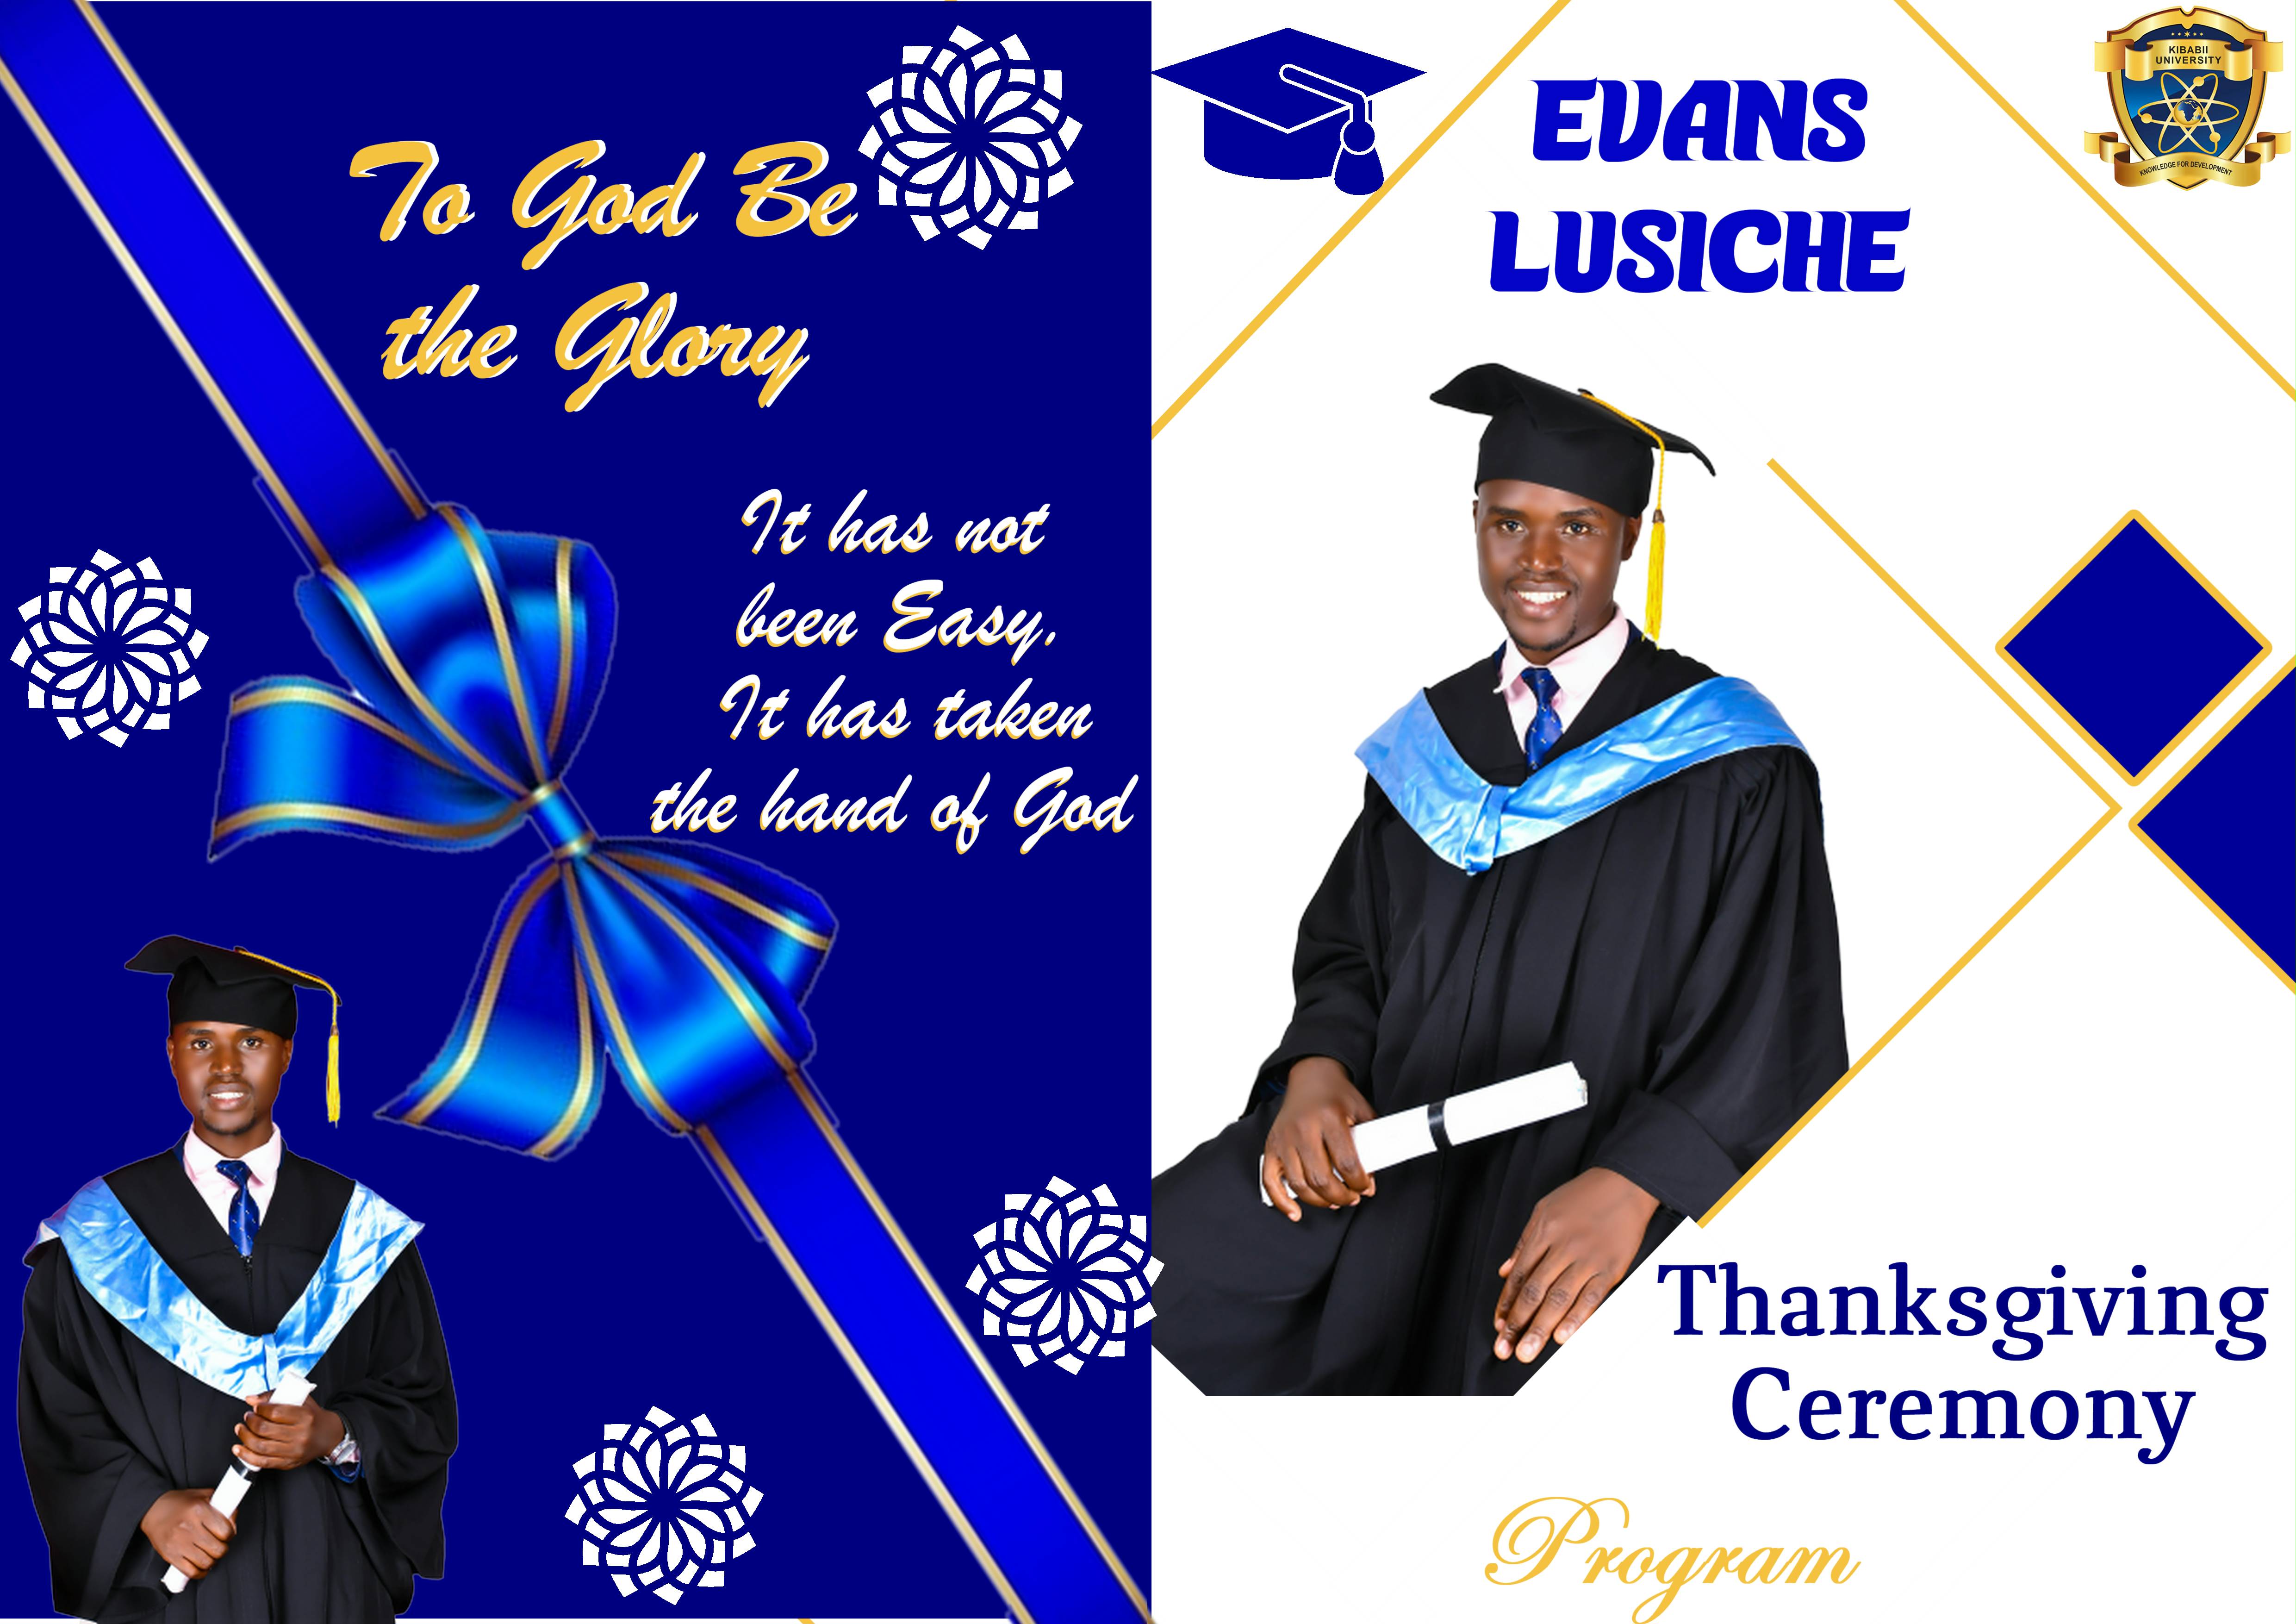 To God Be
the Glory
It has not
been Easy,
It has taken
the hand of God
EVANS
LUSICHE
KIBABII
UNIVERSITY
KNOWLEDGE FOR DEVELOPMENT
Thanksgiving
Ceremony
Program